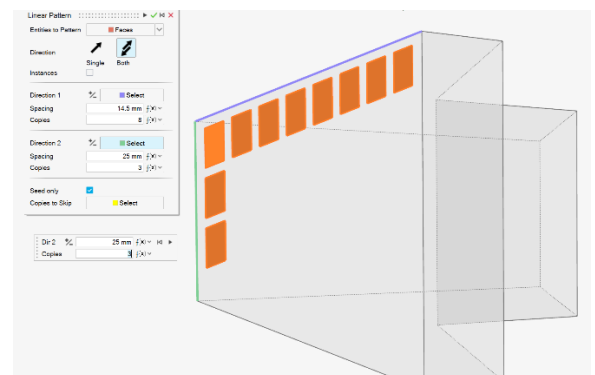 Linear Pattern
Entities to Pattern Faces
Direction
Single Both
Instances
Direction 1 Select
Spacing 14.5 mm f(x)
Copies 8 f(x)
Direction 2 Select
Spacing 25 mm f(x)
Copies 3 f(x)
Seed only
Copies to Skip Select
Dir 2 25 mm f(x)
Copies 3 f(x)